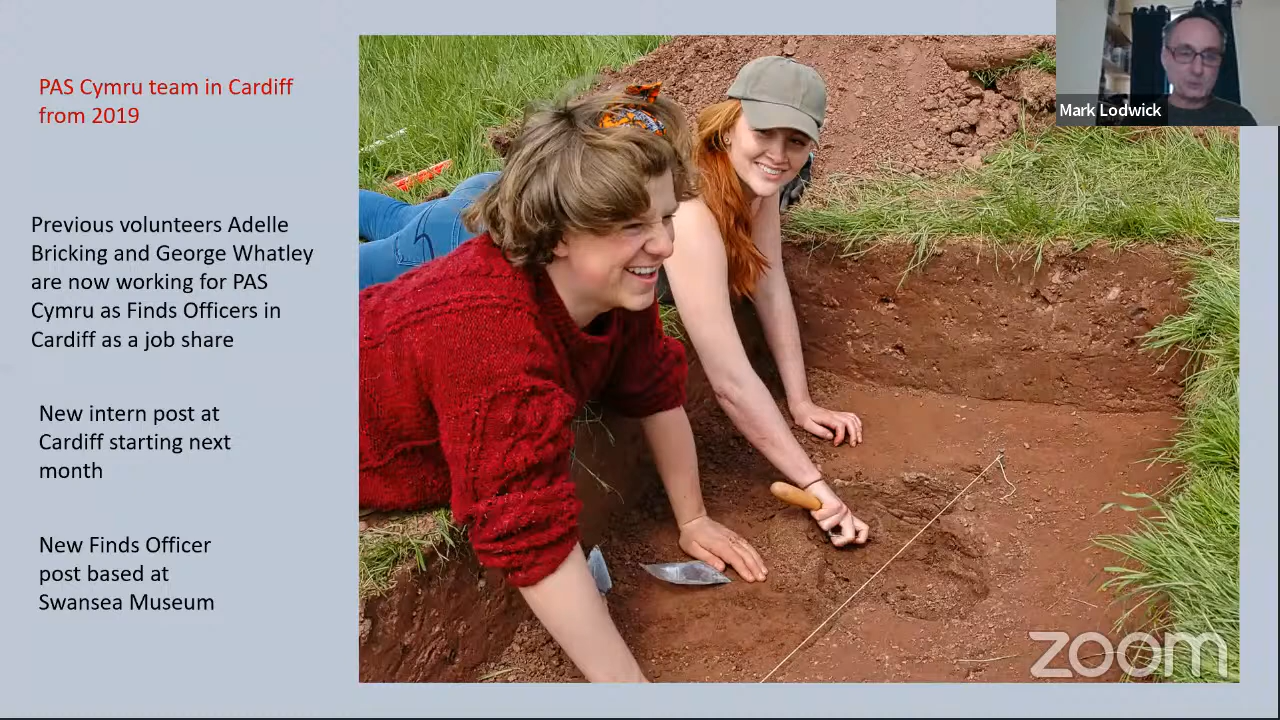 PAS Cymru team in Cardiff
from 2019
Previous volunteers Adelle
Bricking and George Whatley
are now working for PAS
Cymru as Finds Officers in
Cardiff as a job share
New intern post at
Cardiff starting next
month
New Finds Officer
post based at
Swansea Museum
Mark Lodwick
zoom